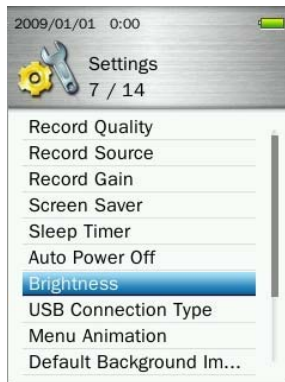 2009/01/01 0:00
Settings
7 / 14
Record Quality
Record Source
Record Gain
Screen Saver
Sleep Timer
Auto Power Off
Brightness
USB Connection Type
Menu Animation
Default Background Im...